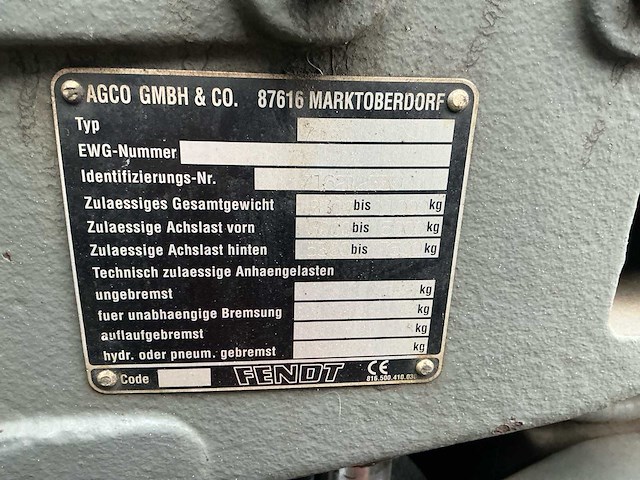 AGCO GMBH & CO. 87616 MARKTOBERDORF
Typ
EWG-Nummer
Identifizierungs-Nr.
Zulaessiges Gesamtgewicht bis kg
Zulaessige Achslast vorn bis kg
Zulaessige Achslast hinten bis kg
Technisch zulaessige Anhaengelasten
ungebremst kg
fuer unabhaengige Bremsung kg
auflaufgebremst kg
hydr. oder pneum. gebremst kg
Code FENDT CE